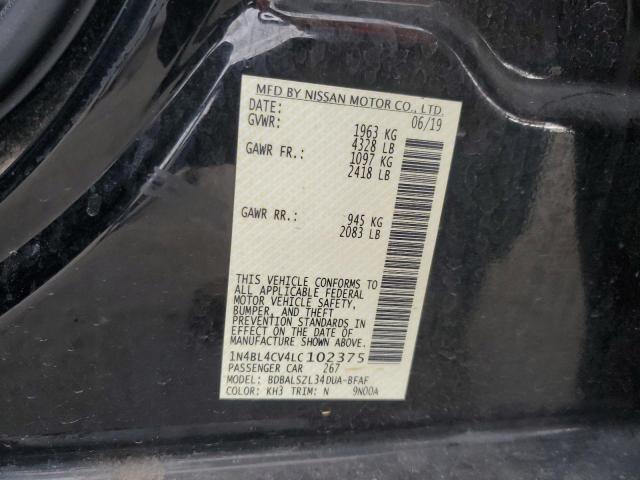 MFD BY NISSAN MOTOR CO., LTD.
DATE: 06/19
GVWR: 1963 KG
4328 LB
GAWR FR.: 1097 KG
2418 LB
GAWR RR.: 945 KG
2083 LB
THIS VEHICLE CONFORMS TO
ALL APPLICABLE FEDERAL
MOTOR VEHICLE SAFETY,
BUMPER, AND THEFT
PREVENTION STANDARDS IN
EFFECT ON THE DATE OF
MANUFACTURE SHOWN ABOVE.
1N4BL4CV4LC102375
PASSENGER CAR 267
MODEL: BDBALSZL34DUA-BFAF
COLOR: KH3 TRIM: N 9N00A